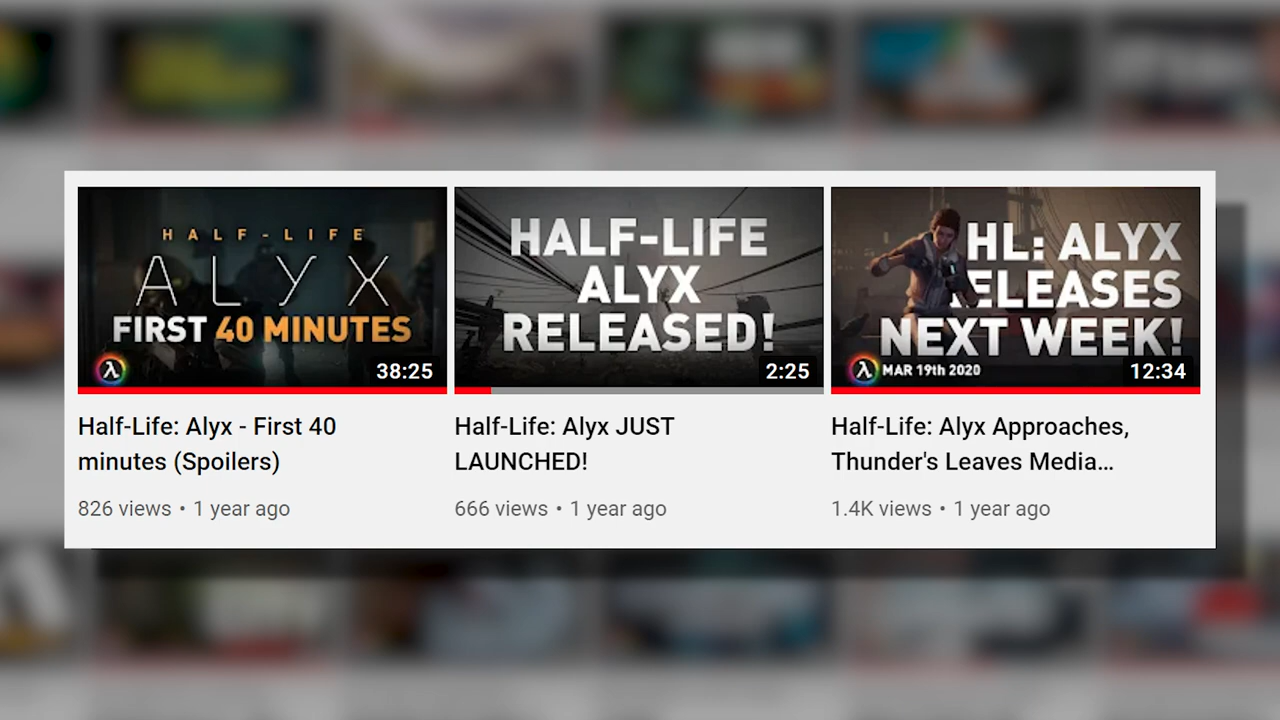 HALF-LIFE
ALYX
FIRST 40 MINUTES
38:25
Half-Life: Alyx - First 40
minutes (Spoilers)
826 views • 1 year ago
HALF-LIFE
ALYX
RELEASED!
2:25
Half-Life: Alyx JUST
LAUNCHED!
666 views • 1 year ago
HL: ALYX
RELEASES
NEXT WEEK!
MAR 19th 2020
12:34
Half-Life: Alyx Approaches,
Thunder's Leaves Media...
1.4K views • 1 year ago